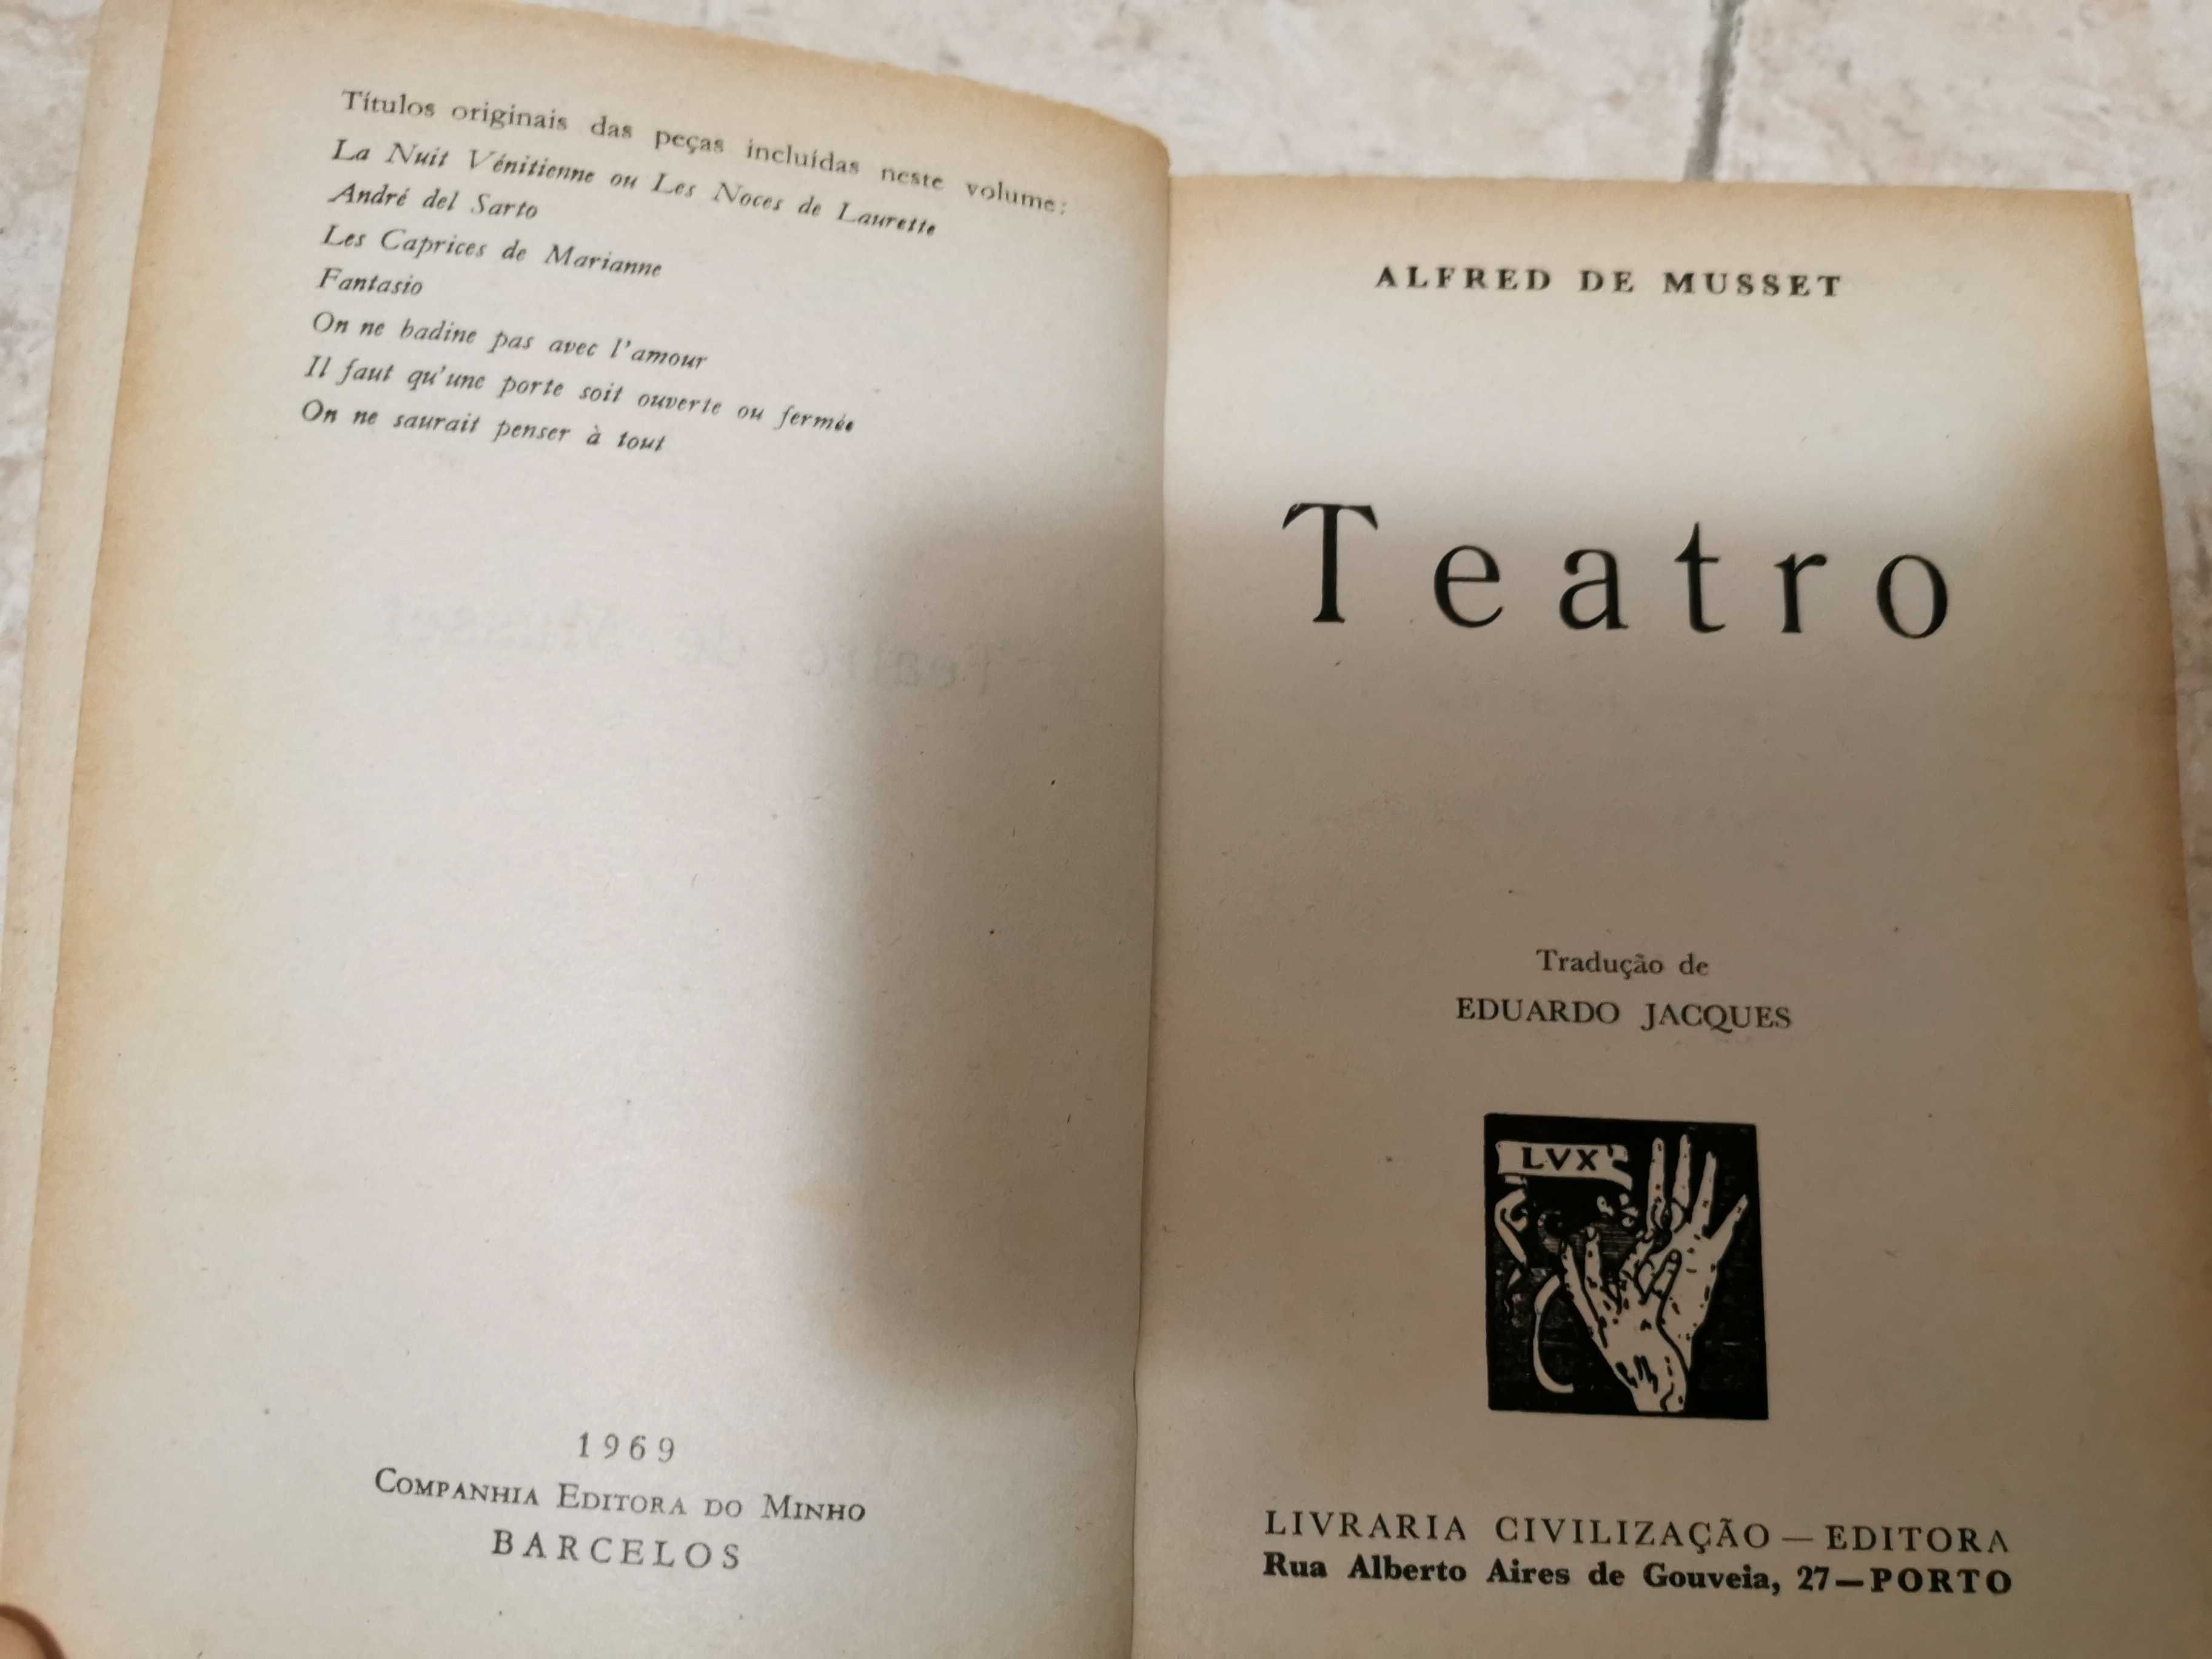 Títulos originais das peças incluídas neste volume:
La Nuit Vénitienne ou Les Noces de Laurette
André del Sarto
Les Caprices de Marianne
Fantasio
On ne badine pas avec l'amour
Il faut qu'une porte soit ouverte ou fermée
On ne saurait penser à tout
1969
COMPANHIA EDITORA DO MINHO
BARCELOS
ALFRED DE MUSSET
Teatro
Tradução de
EDUARDO JACQUES
LVX
LIVRARIA CIVILIZAÇÃO — EDITORA
Rua Alberto Aires de Gouveia, 27 — PORTO